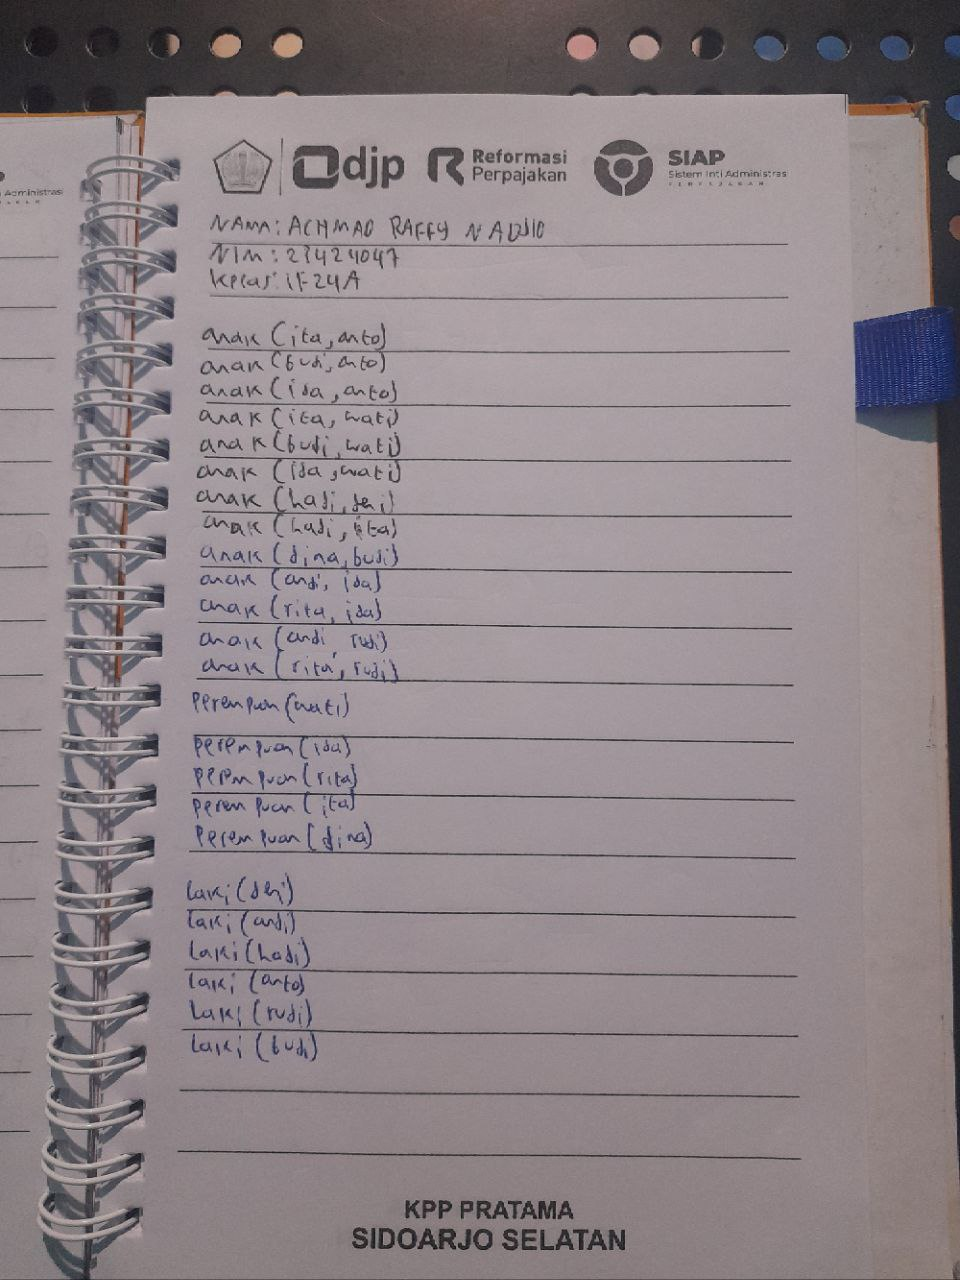 djp
Reformasi
Perpajakan
SIAP
Sistem Inti Administrasi
PERPAJAKAN
Administrasi
NAMA: ACHMAD RAFFY NADJIB
NIM: 23424047
Kelas: IF24A
anak (ita, anto)
anak (budi, anto)
anak (ida, anto)
anak (ita, wati)
anak (budi, wati)
anak (ida, wati)
anak (hadi, deni)
anak (hadi, ita)
anak (dina, budi)
anak (andi, ida)
anak (rita, ida)
anak (andi rudi)
anak (rita, rudi)
Perempuan (wati)
perempuan (ida)
perempuan (rita)
perempuan (ita)
Perempuan (dina)
laki (deni)
laki (andi)
laki (hadi)
laki (anto)
laki (rudi)
laki (budi)
KPP PRATAMA
SIDOARJO SELATAN